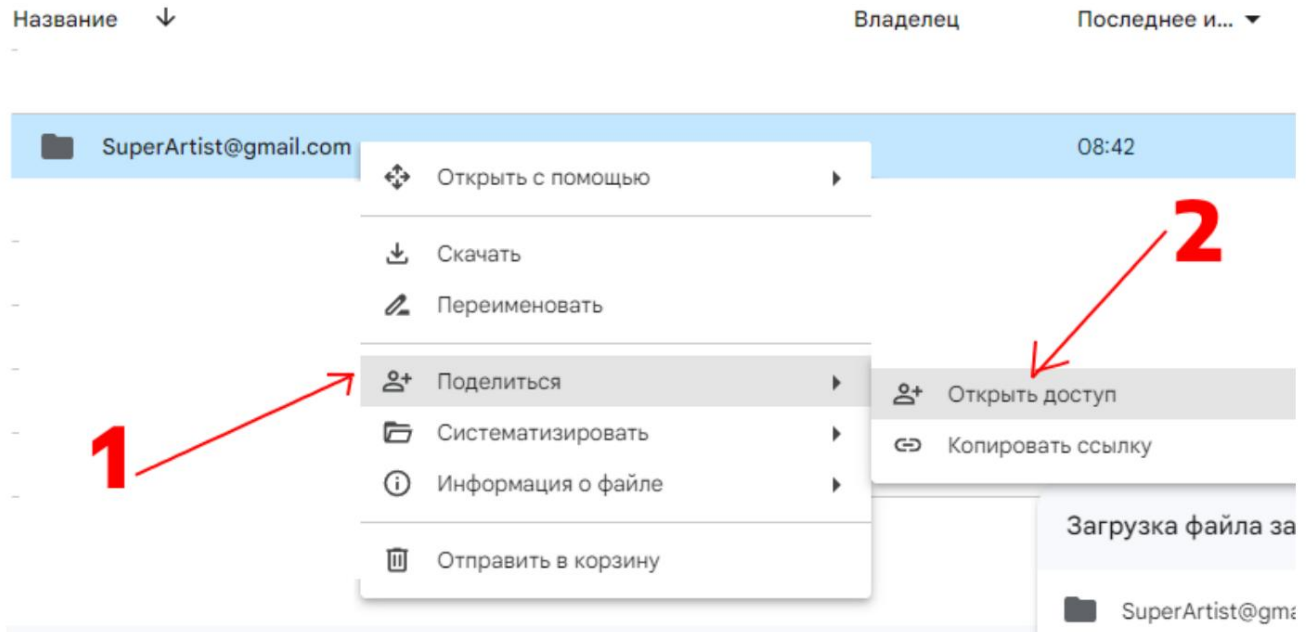 Название Владелец Последнее и...
SuperArtist@gmail.com 08:42
Открыть с помощью
2
Скачать
Переименовать
Поделиться
Открыть доступ
1
Систематизировать
Копировать ссылку
Информация о файле
Загрузка файла за
Отправить в корзину
SuperArtist@gma